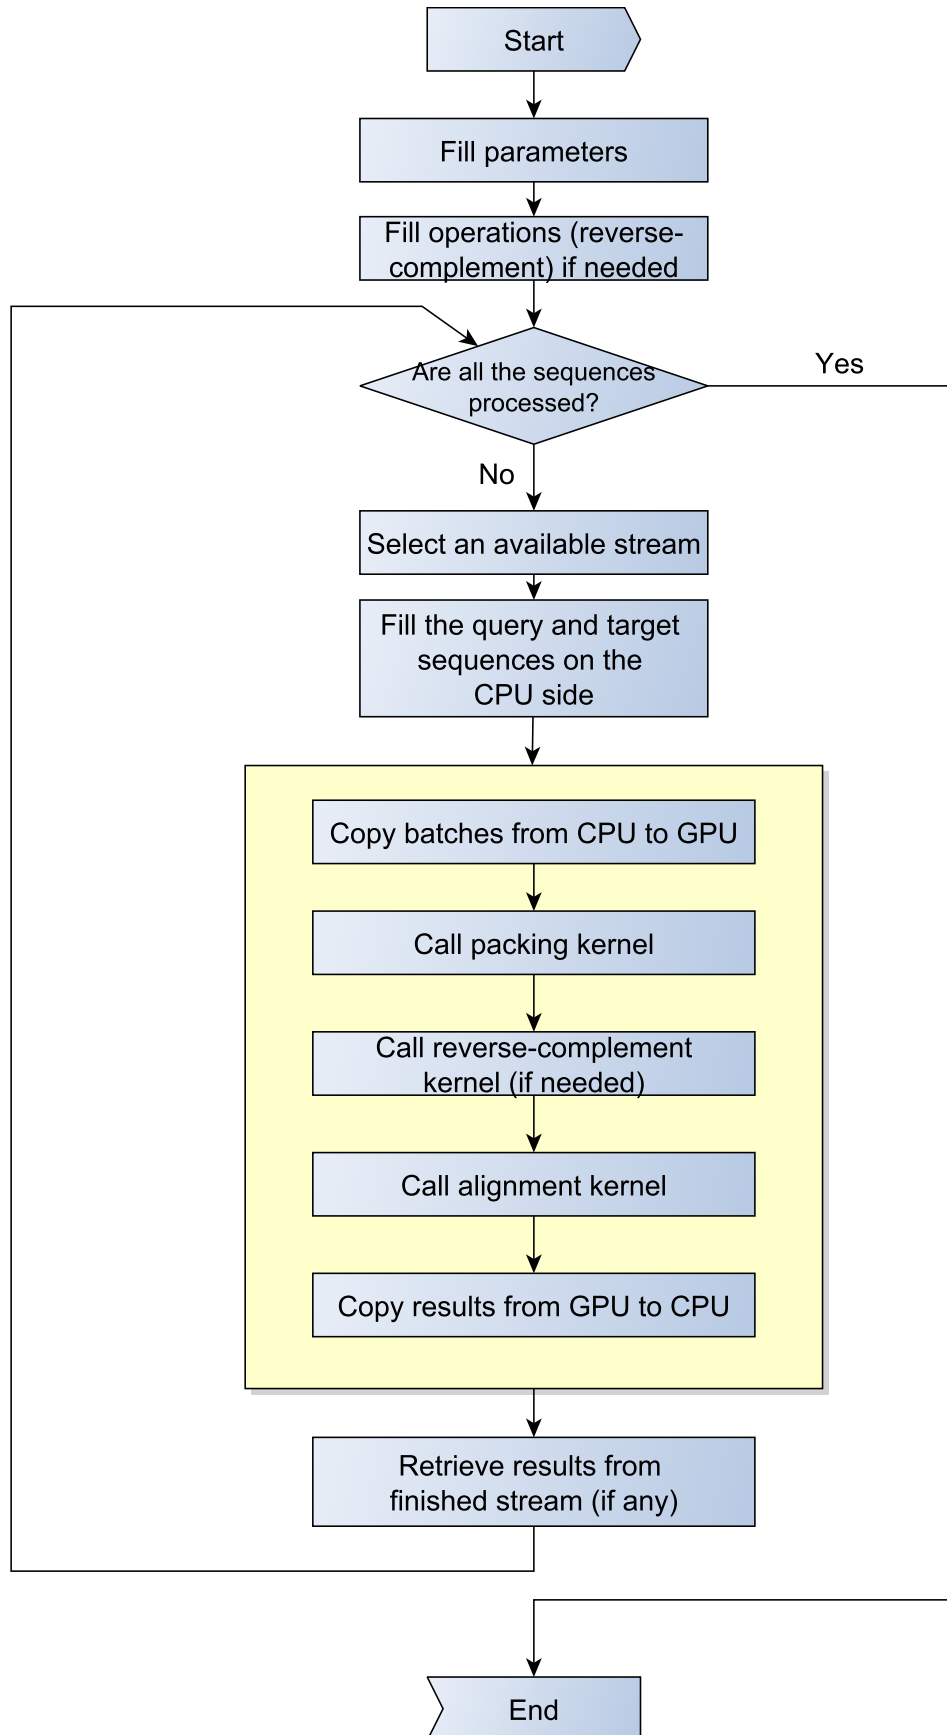 Start
Fill parameters
Fill operations (reverse-
complement) if needed
Are all the sequences
processed?
Yes
No
Select an available stream
Fill the query and target
sequences on the
CPU side
Copy batches from CPU to GPU
Call packing kernel
Call reverse-complement
kernel (if needed)
Call alignment kernel
Copy results from GPU to CPU
Retrieve results from
finished stream (if any)
End